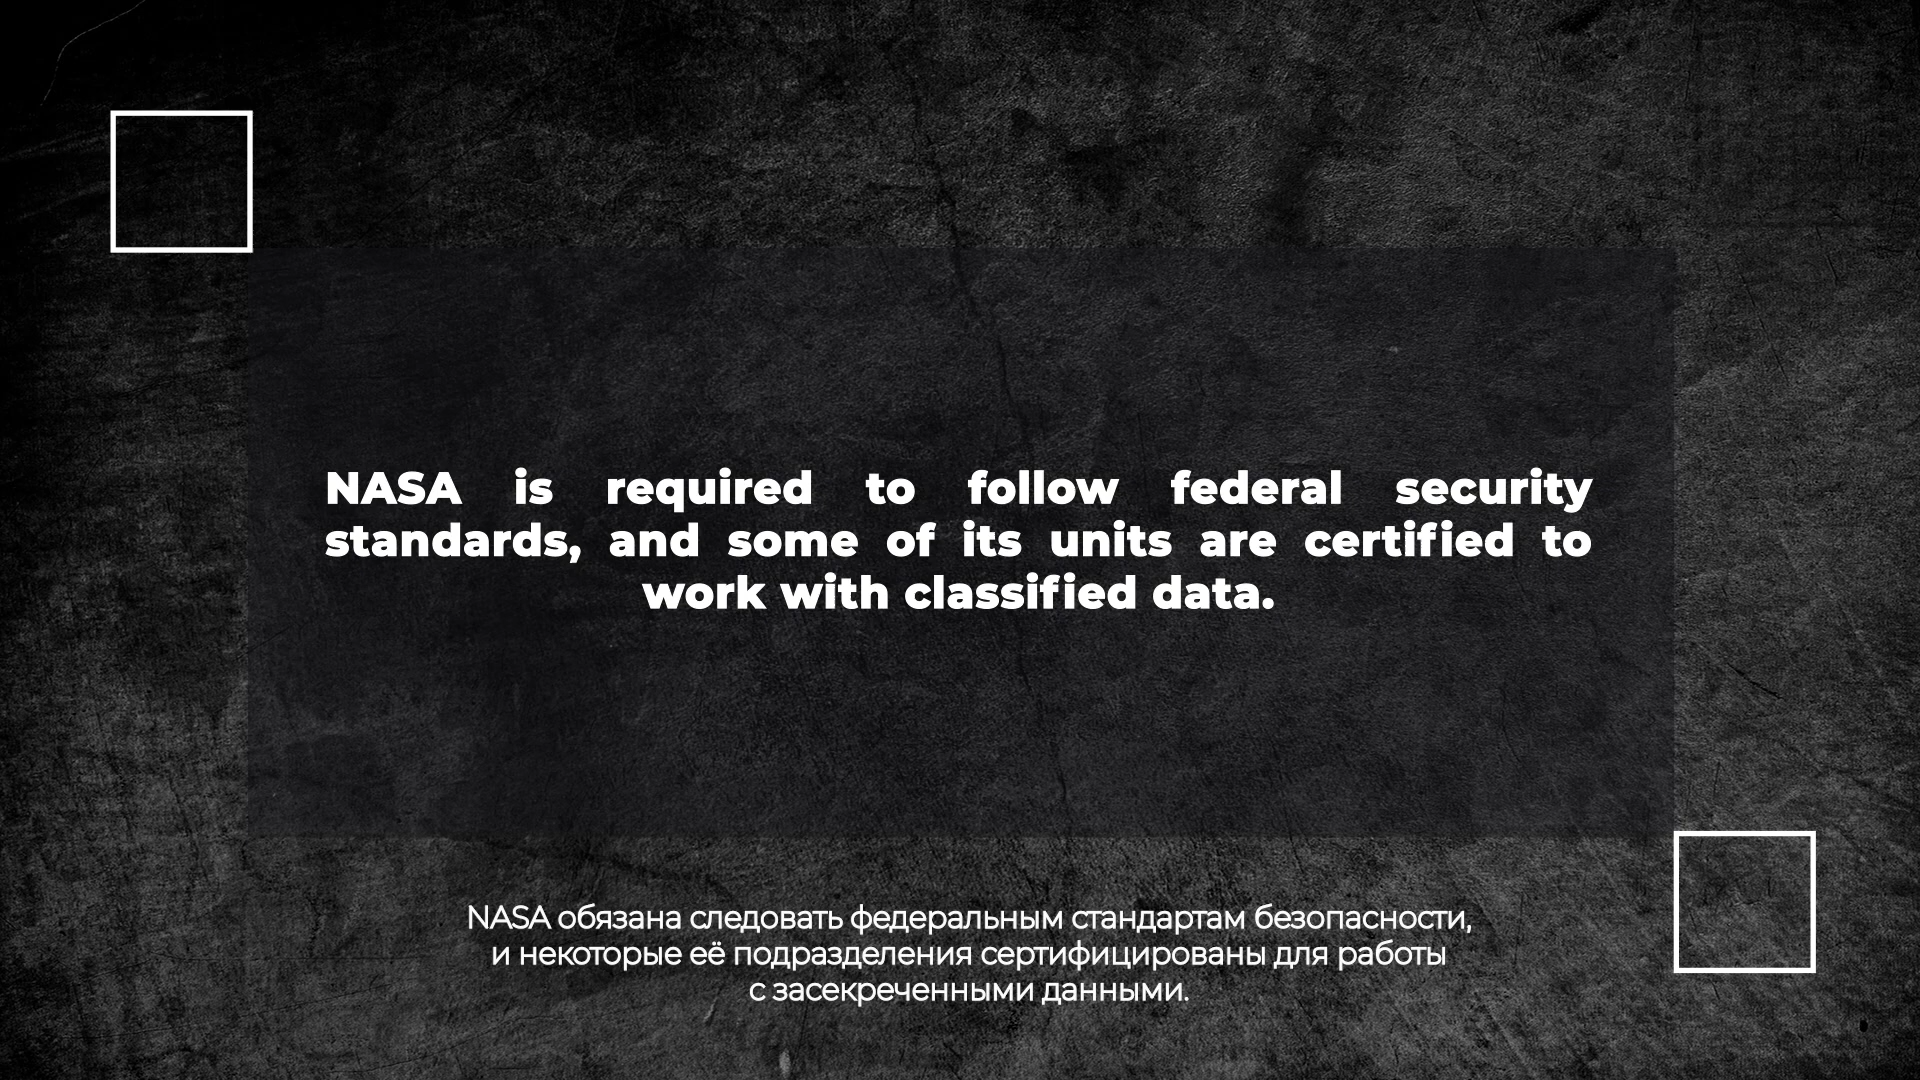 NASA is required to follow federal security
standards, and some of its units are certified to
work with classified data.
NASA обязана следовать федеральным стандартам безопасности,
и некоторые её подразделения сертифицированы для работы
с засекреченными данными.